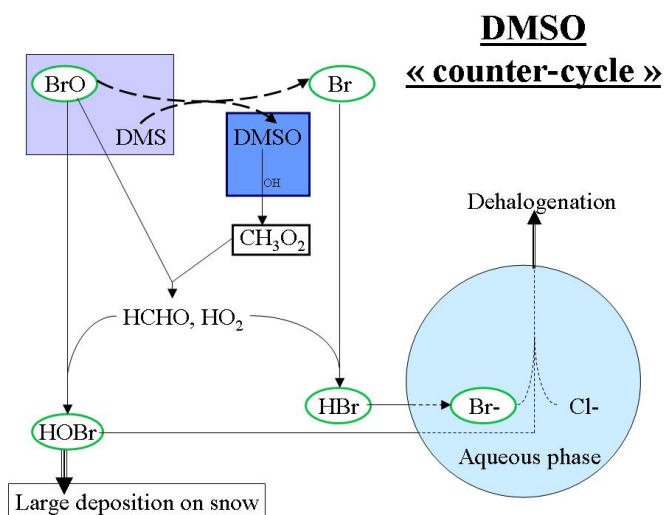 DMSO
« counter-cycle »
BrO
Br
DMS
DMSO
OH
CH₃O₂
Dehalogenation
HCHO, HO₂
HBr
Br-
Cl-
HOBr
Aqueous phase
Large deposition on snow